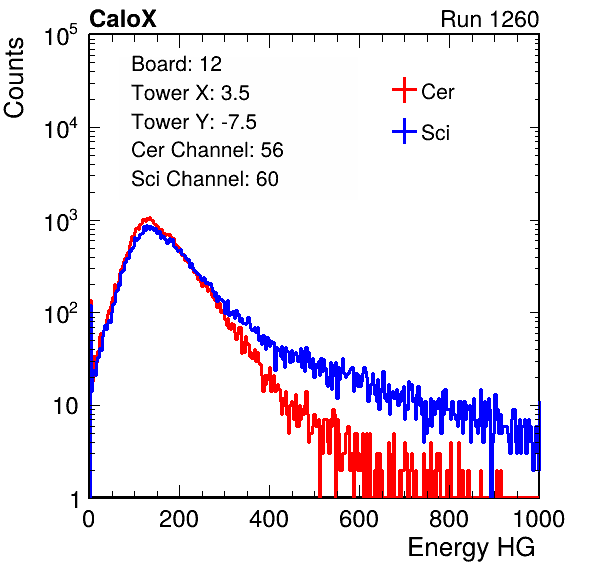 CaloX Run 1260
Counts
10^5
10^4
10^3
10^2
10
1
Board: 12
Tower X: 3.5
Tower Y: -7.5
Cer Channel: 56
Sci Channel: 60
Cer
Sci
0 200 400 600 800 1000
Energy HG